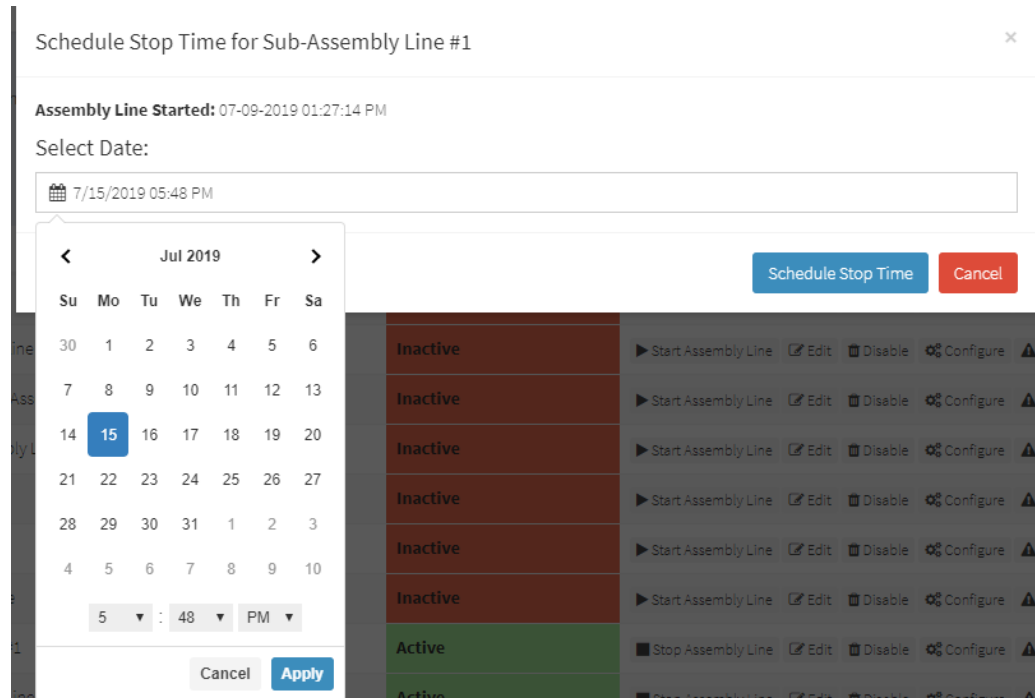 Schedule Stop Time for Sub-Assembly Line #1 ×
Assembly Line Started: 07-09-2019 01:27:14 PM
Select Date:
7/15/2019 05:48 PM
Jul 2019
Su Mo Tu We Th Fr Sa
30 1 2 3 4 5 6
7 8 9 10 11 12 13
14 15 16 17 18 19 20
21 22 23 24 25 26 27
28 29 30 31 1 2 3
4 5 6 7 8 9 10
5 : 48 PM
Cancel Apply
Schedule Stop Time Cancel
Inactive Start Assembly Line Edit Disable Configure
Inactive Start Assembly Line Edit Disable Configure
Inactive Start Assembly Line Edit Disable Configure
Inactive Start Assembly Line Edit Disable Configure
Inactive Start Assembly Line Edit Disable Configure
Inactive Start Assembly Line Edit Disable Configure
#1 Active Stop Assembly Line Edit Disable Configure
Active